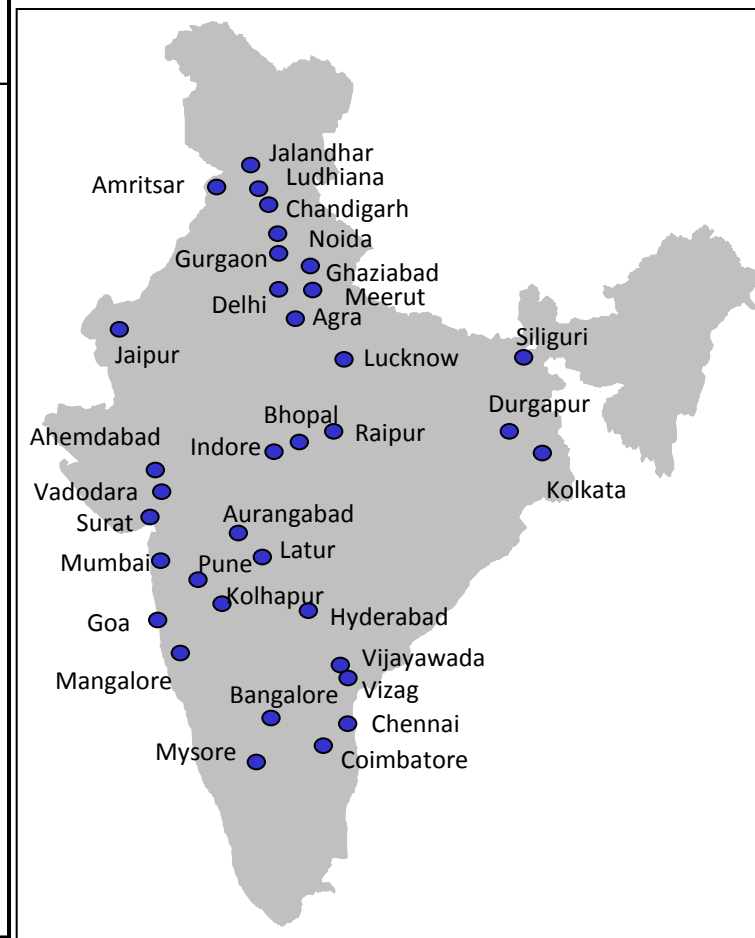 Jalandhar
Amritsar
Ludhiana
Chandigarh
Noida
Gurgaon
Ghaziabad
Delhi
Meerut
Agra
Jaipur
Siliguri
Lucknow
Durgapur
Bhopal
Raipur
Ahemdabad
Indore
Kolkata
Vadodara
Surat
Aurangabad
Mumbai
Pune
Latur
Kolhapur
Goa
Hyderabad
Mangalore
Vijayawada
Vizag
Bangalore
Chennai
Mysore
Coimbatore